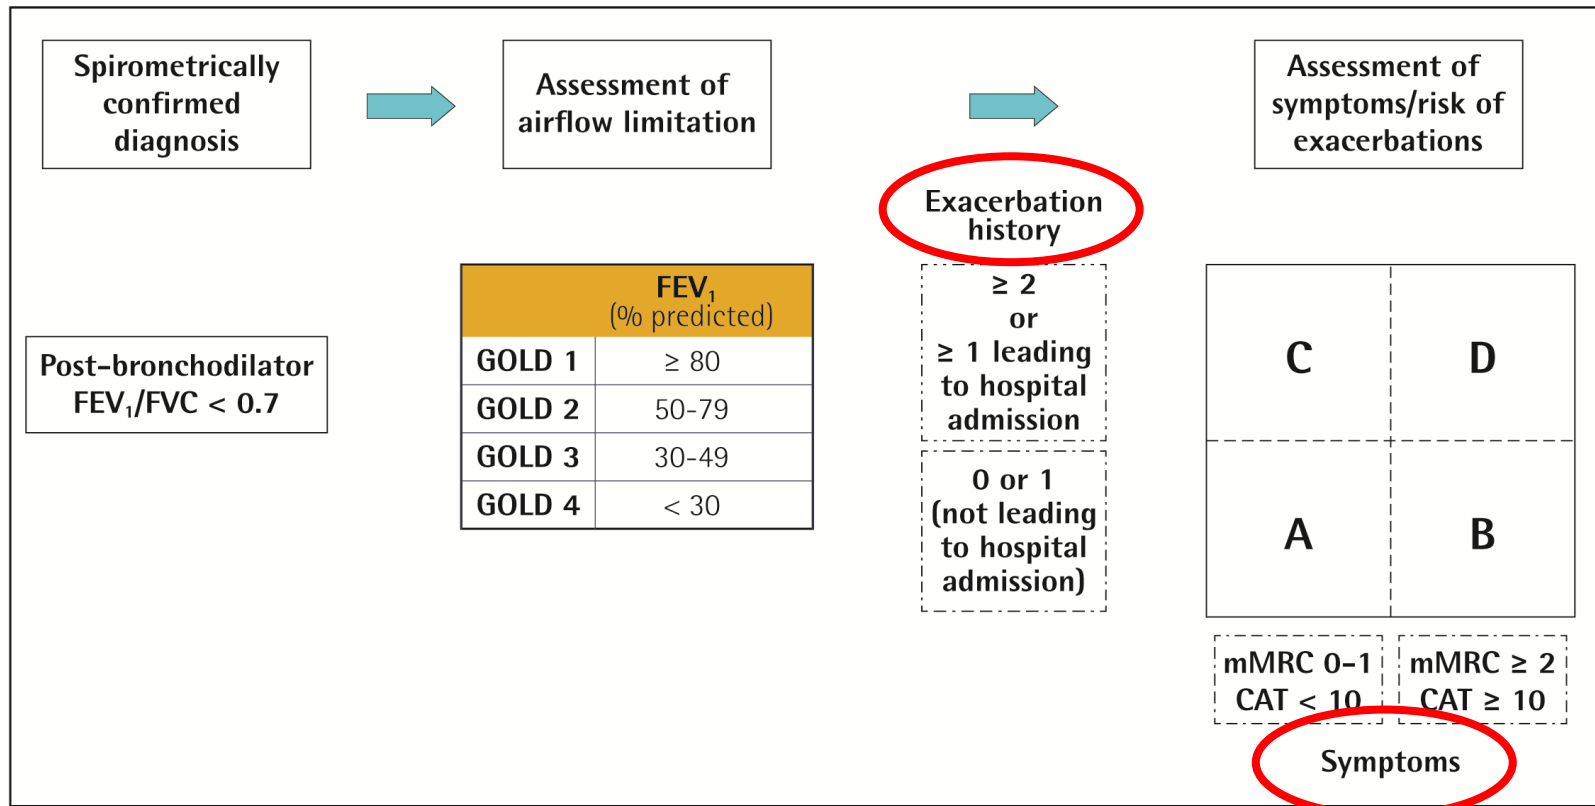 Spirometrically
confirmed
diagnosis
Assessment of
airflow limitation
Assessment of
symptoms/risk of
exacerbations
Post-bronchodilator
FEV₁/FVC < 0.7
FEV₁
(% predicted)
GOLD 1 ≥ 80
GOLD 2 50-79
GOLD 3 30-49
GOLD 4 < 30
Exacerbation
history
≥ 2
or
≥ 1 leading
to hospital
admission
0 or 1
(not leading
to hospital
admission)
C D
A B
mMRC 0-1
CAT < 10
mMRC ≥ 2
CAT ≥ 10
Symptoms